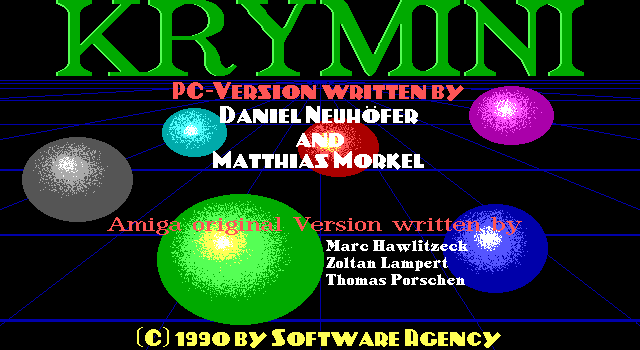 KRYMINI
PC-Version written by
Daniel Neuhöfer
and
Matthias Morkel
Amiga original Version written by
Marc Hawlitzeck
Zoltan Lampert
Thomas Porschen
(C) 1990 by Software Agency